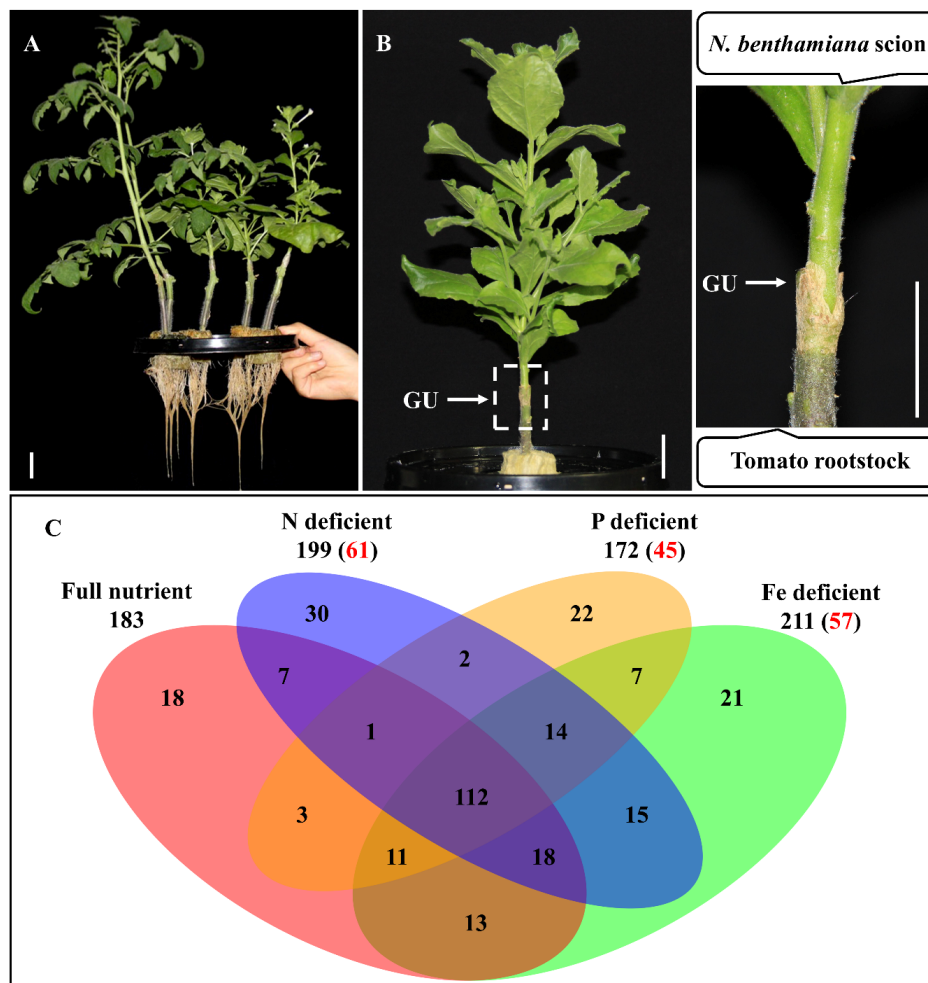 A
B
N. benthamiana scion
GU
GU
Tomato rootstock
C
N deficient
199 (61)
P deficient
172 (45)
Full nutrient
183
Fe deficient
211 (57)
30
22
2
7
7
18
21
1
14
112
3
15
11
18
13